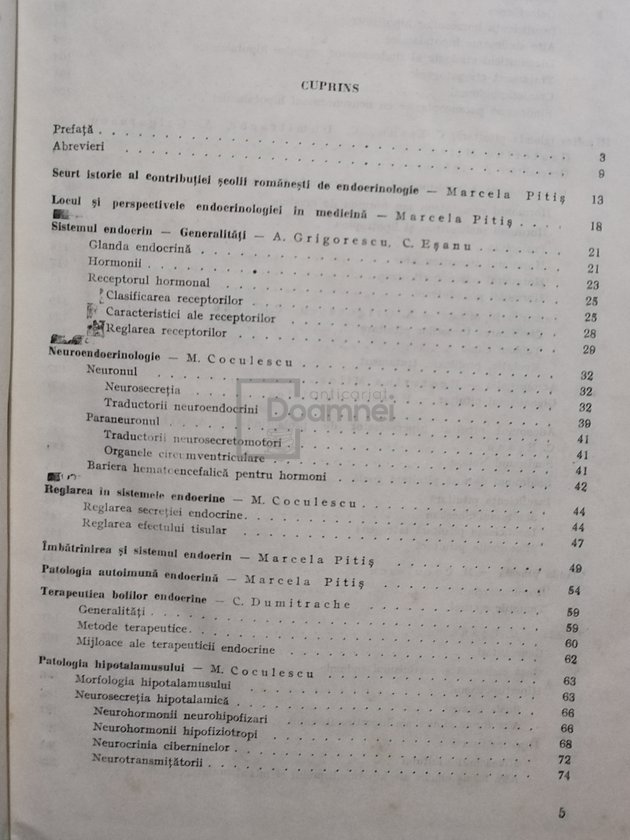 CUPRINS
Prefață . . . . . 3
Abrevieri . . . . . 9
Scurt istoric al contribuției școlii românești de endocrinologie — Marcela Pitiș 13
Locul și perspectivele endocrinologiei în medicină — Marcela Pitiș . . . . 18
Sistemul endocrin — Generalități — A. Grigorescu, C. Eșanu . . . . . 21
Glanda endocrină . . . . . 21
Hormonii . . . . . 23
Receptorul hormonal . . . . . 25
Clasificarea receptorilor . . . . . 25
Caracteristici ale receptorilor . . . . . 28
Reglarea receptorilor . . . . . 29
Neuroendocrinologie — M. Coculescu . . . . . 32
Neuronul . . . . . 32
Neurosecreția . . . . . 32
Traductorii neuroendocrini . . . . . 39
Paraneuronul . . . . . 41
Traductorii neurosecretomotori . . . . . 41
Organele circumventriculare . . . . . 41
Bariera hematoencefalică pentru hormoni . . . . . 42
Reglarea în sistemele endocrine — M. Coculescu . . . . . 44
Reglarea secreției endocrine . . . . . 44
Reglarea efectului tisular . . . . . 47
Îmbătrînirea și sistemul endocrin — Marcela Pitiș . . . . . 49
Patologia autoimună endocrină — Marcela Pitiș . . . . . 54
Terapeutica bolilor endocrine — C. Dumitrache . . . . . 59
Generalități . . . . . 59
Metode terapeutice . . . . . 60
Mijloace ale terapeuticii endocrine . . . . . 62
Patologia hipotalamusului — M. Coculescu . . . . . 63
Morfologia hipotalamusului . . . . . 63
Neurosecreția hipotalamică . . . . . 66
Neurohormonii neurohipofizari . . . . . 66
Neurohormonii hipofiziotropi . . . . . 68
Neurocrinia ciberninelor . . . . . 72
Neurotransmițătorii . . . . . 74
5
anticariat
Doamnei